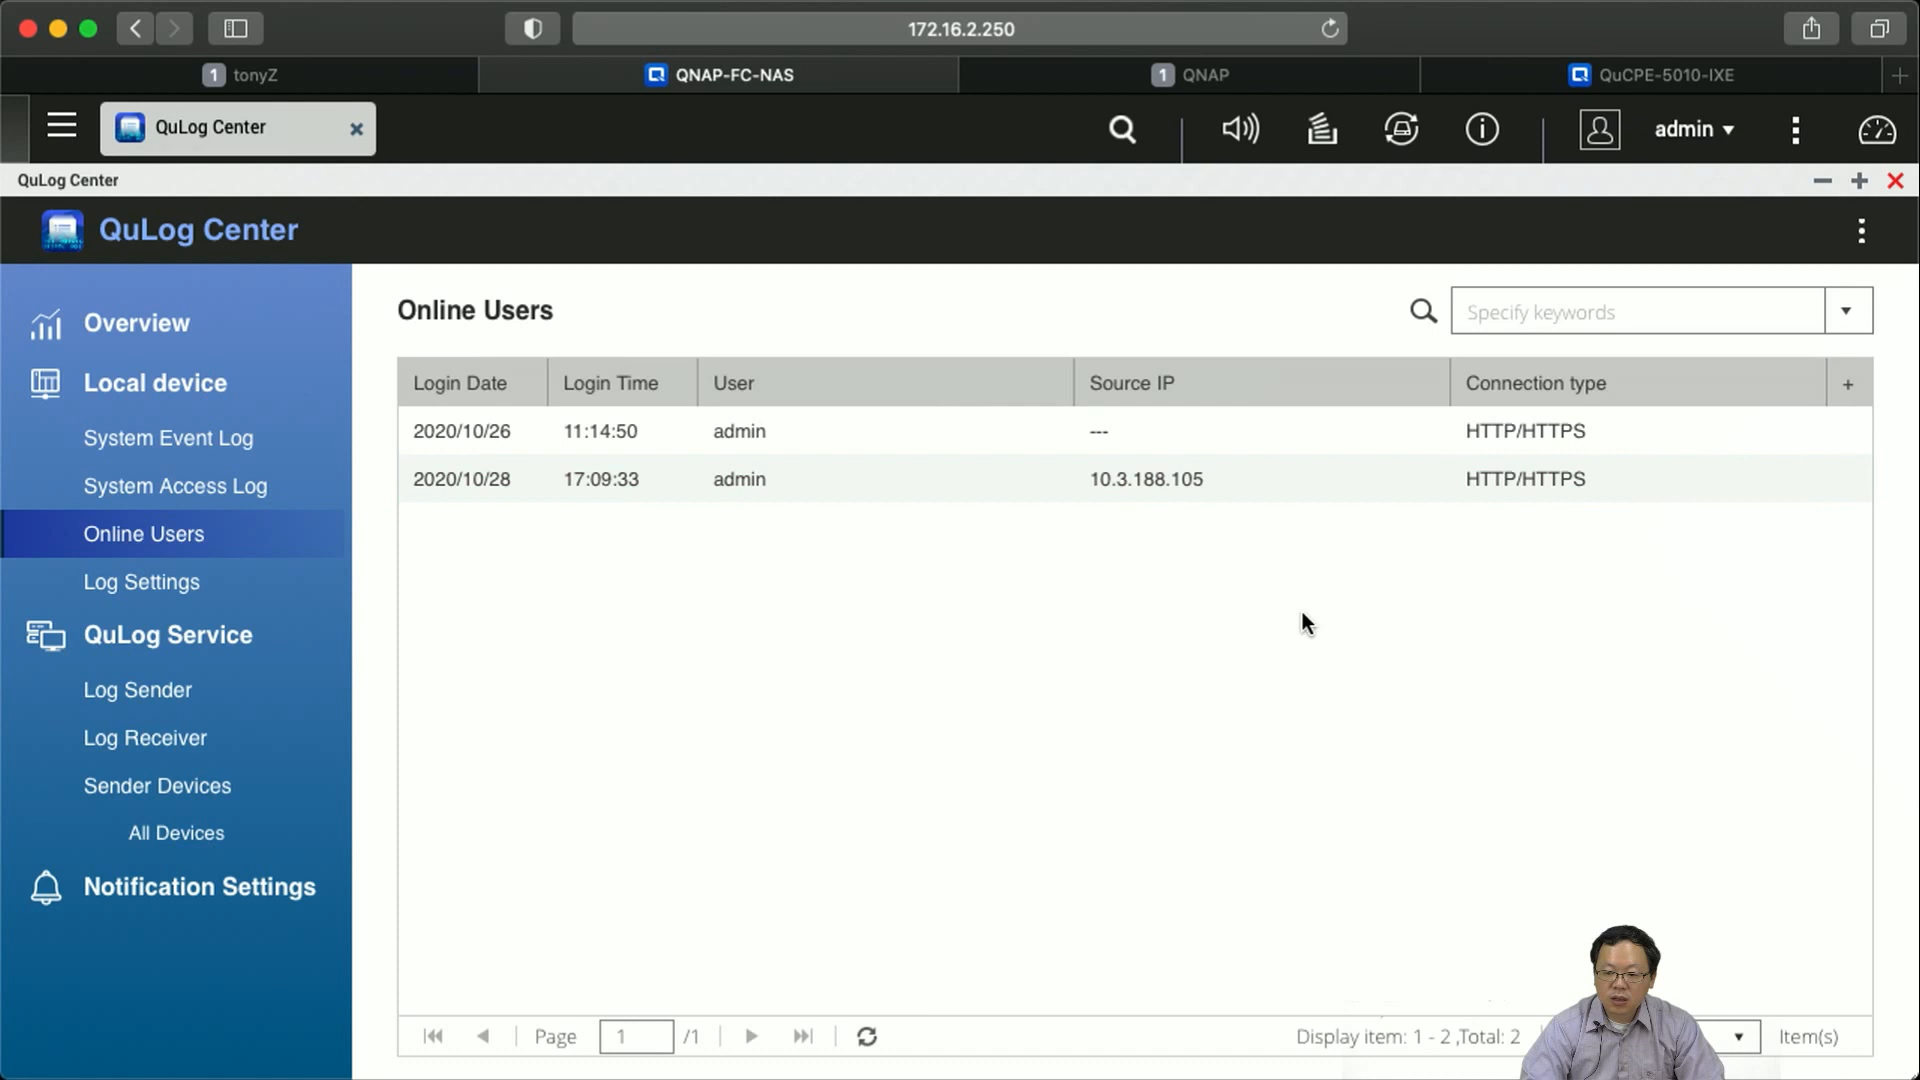 172.16.2.250
1 tonyZ
QNAP-FC-NAS
1 QNAP
QuCPE-5010-IXE
QuLog Center
admin
QuLog Center
QuLog Center
Overview
Local device
System Event Log
System Access Log
Online Users
Log Settings
QuLog Service
Log Sender
Log Receiver
Sender Devices
All Devices
Notification Settings
Online Users
Specify keywords
Login Date Login Time User Source IP Connection type +
2020/10/26 11:14:50 admin --- HTTP/HTTPS
2020/10/28 17:09:33 admin 10.3.188.105 HTTP/HTTPS
Page 1 /1
Display item: 1 - 2 ,Total: 2
Item(s)